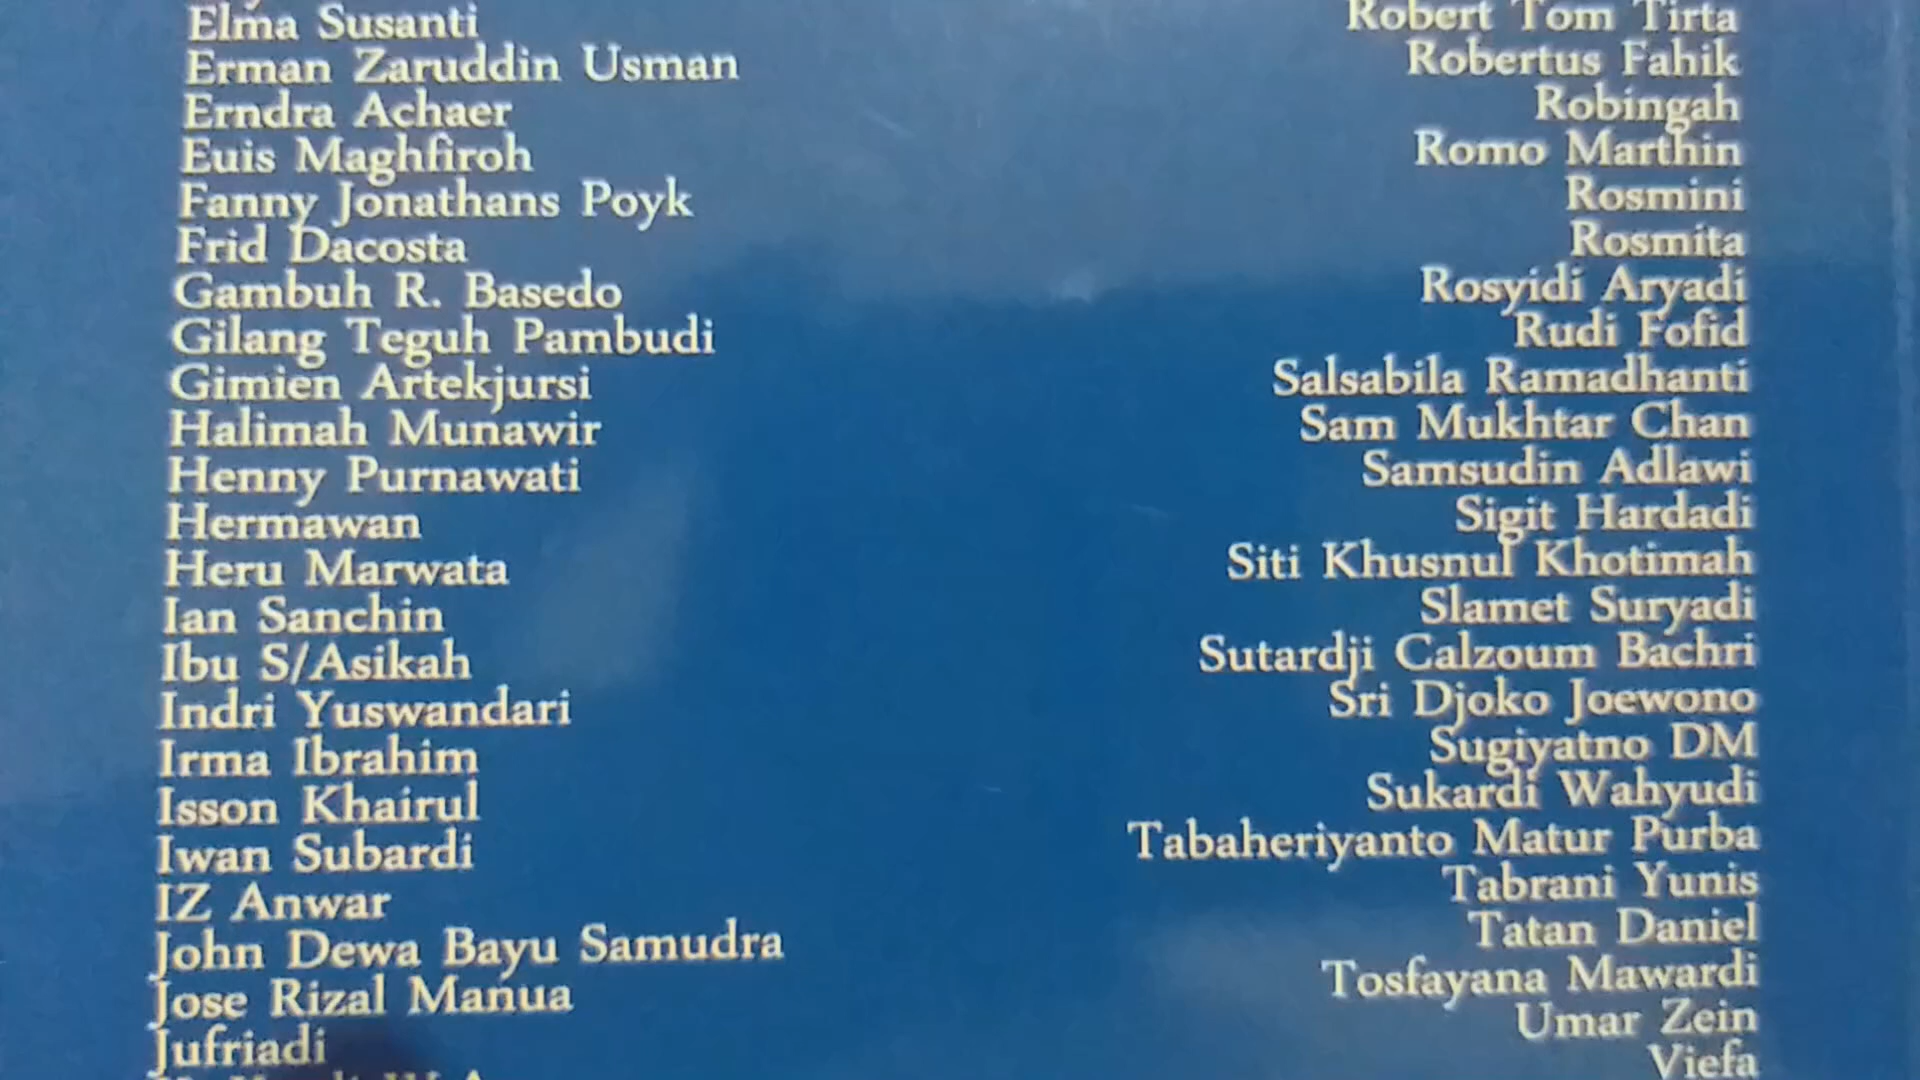 Elma Susanti
Erman Zaruddin Usman
Erndra Achaer
Euis Maghfiroh
Fanny Jonathans Poyk
Frid Dacosta
Gambuh R. Basedo
Gilang Teguh Pambudi
Gimien Artekjursi
Halimah Munawir
Henny Purnawati
Hermawan
Heru Marwata
Ian Sanchin
Ibu S/Asikah
Indri Yuswandari
Irma Ibrahim
Isson Khairul
Iwan Subardi
IZ Anwar
John Dewa Bayu Samudra
Jose Rizal Manua
Jufriadi
Robert Tom Tirta
Robertus Fahik
Robingah
Romo Marthin
Rosmini
Rosmita
Rosyidi Aryadi
Rudi Fofid
Salsabila Ramadhanti
Sam Mukhtar Chan
Samsudin Adlawi
Sigit Hardadi
Siti Khusnul Khotimah
Slamet Suryadi
Sutardji Calzoum Bachri
Sri Djoko Joewono
Sugiyatno DM
Sukardi Wahyudi
Tabaheriyanto Matur Purba
Tabrani Yunis
Tatan Daniel
Tosfayana Mawardi
Umar Zein
Viefa